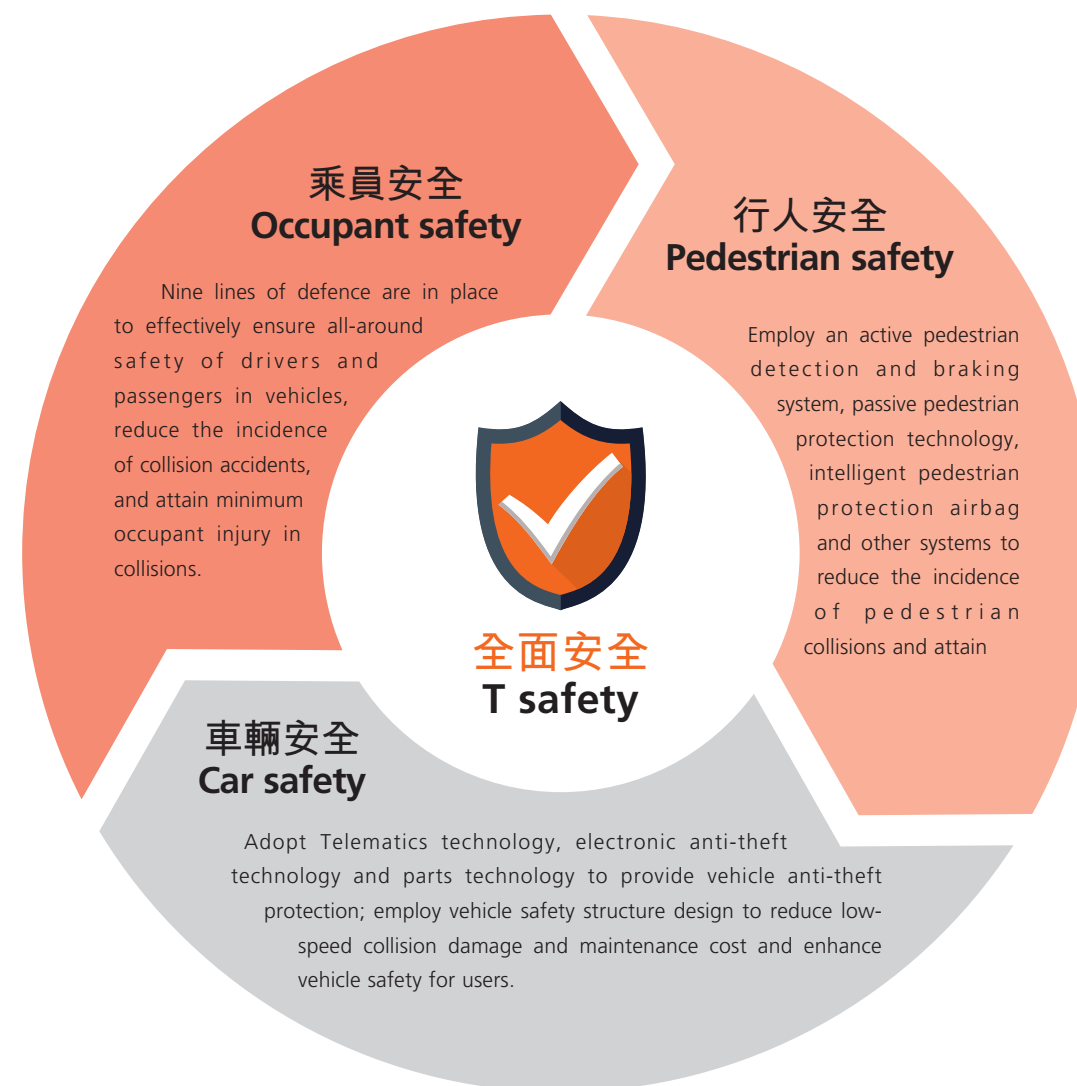 乘員安全
Occupant safety
Nine lines of defence are in place
to effectively ensure all-around
safety of drivers and
passengers in vehicles,
reduce the incidence
of collision accidents,
and attain minimum
occupant injury in
collisions.
行人安全
Pedestrian safety
Employ an active pedestrian
detection and braking
system, passive pedestrian
protection technology,
intelligent pedestrian
protection airbag
and other systems to
reduce the incidence
of pedestrian
collisions and attain
全面安全
T safety
車輛安全
Car safety
Adopt Telematics technology, electronic anti-theft
technology and parts technology to provide vehicle anti-theft
protection; employ vehicle safety structure design to reduce low-
speed collision damage and maintenance cost and enhance
vehicle safety for users.